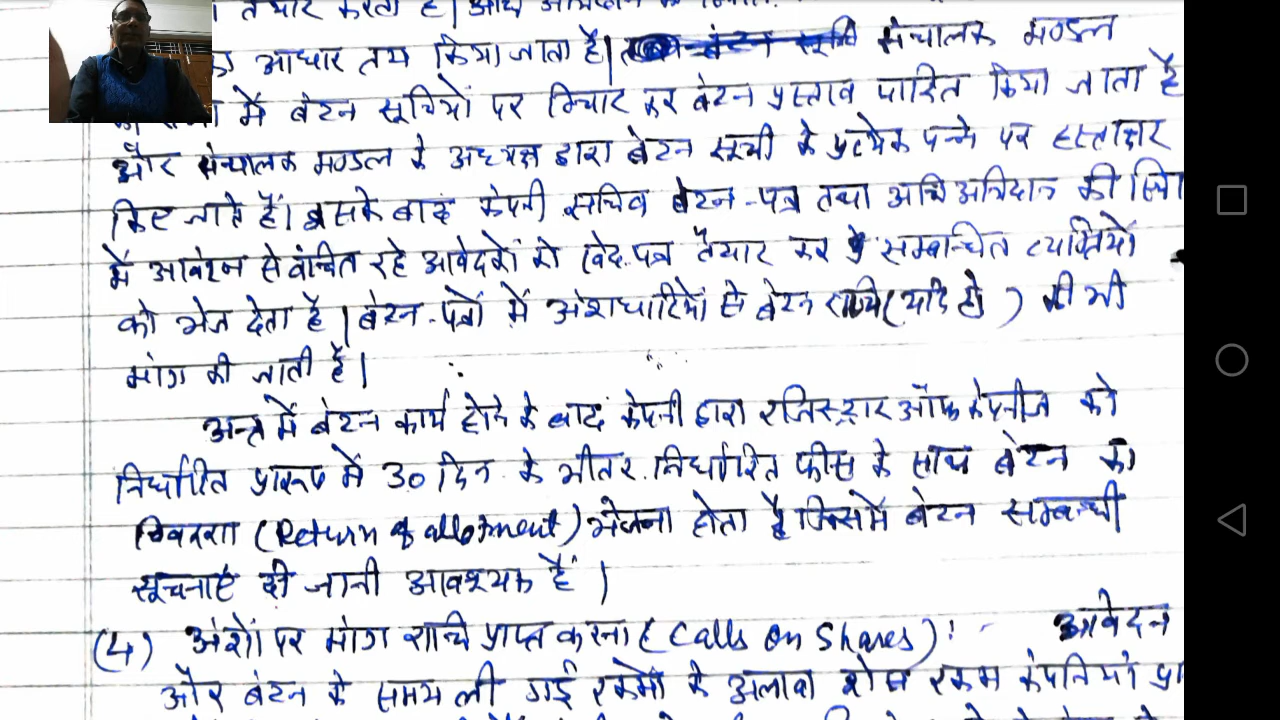 तैयार करता है। आधि अभिदान
आधार तय किया जाता है। संचालक मण्डल
में बंटन सूचियों पर विचार कर बंटन प्रस्ताव पारित किया जाता है
और संचालक मण्डल के अध्यक्ष द्वारा बंटन सूची के प्रत्येक पन्ने पर हस्ताक्षर
किए जाते हैं। इसके बाद कंपनी सचिव बंटन-पत्र तथा अधि अभिदान की
में आबंटन से वंचित रहे आवेदकों को खेद-पत्र तैयार कर सम्बन्धित व्यक्तियों
को भेज देता है। बंटन-पत्रों में अंशधारियों से बंटन राशि (यदि हो) की भी
मांग की जाती है।
अन्त में बंटन कार्य होने के बाद कंपनी द्वारा रजिस्ट्रार ऑफ कंपनीज को
निर्धारित प्रारूप में 30 दिन के भीतर निर्धारित फीस के साथ बंटन का
विवरण (Return of allotment) भेजना होता है जिसमें बंटन सम्बन्धी
सूचनाएं दी जानी आवश्यक हैं।
(4) अंशों पर मांग राशि प्राप्त करना (Calls on Shares): आवेदन
और बंटन के समय ली गई रकमों के अलावा शेष रकम कंपनियां